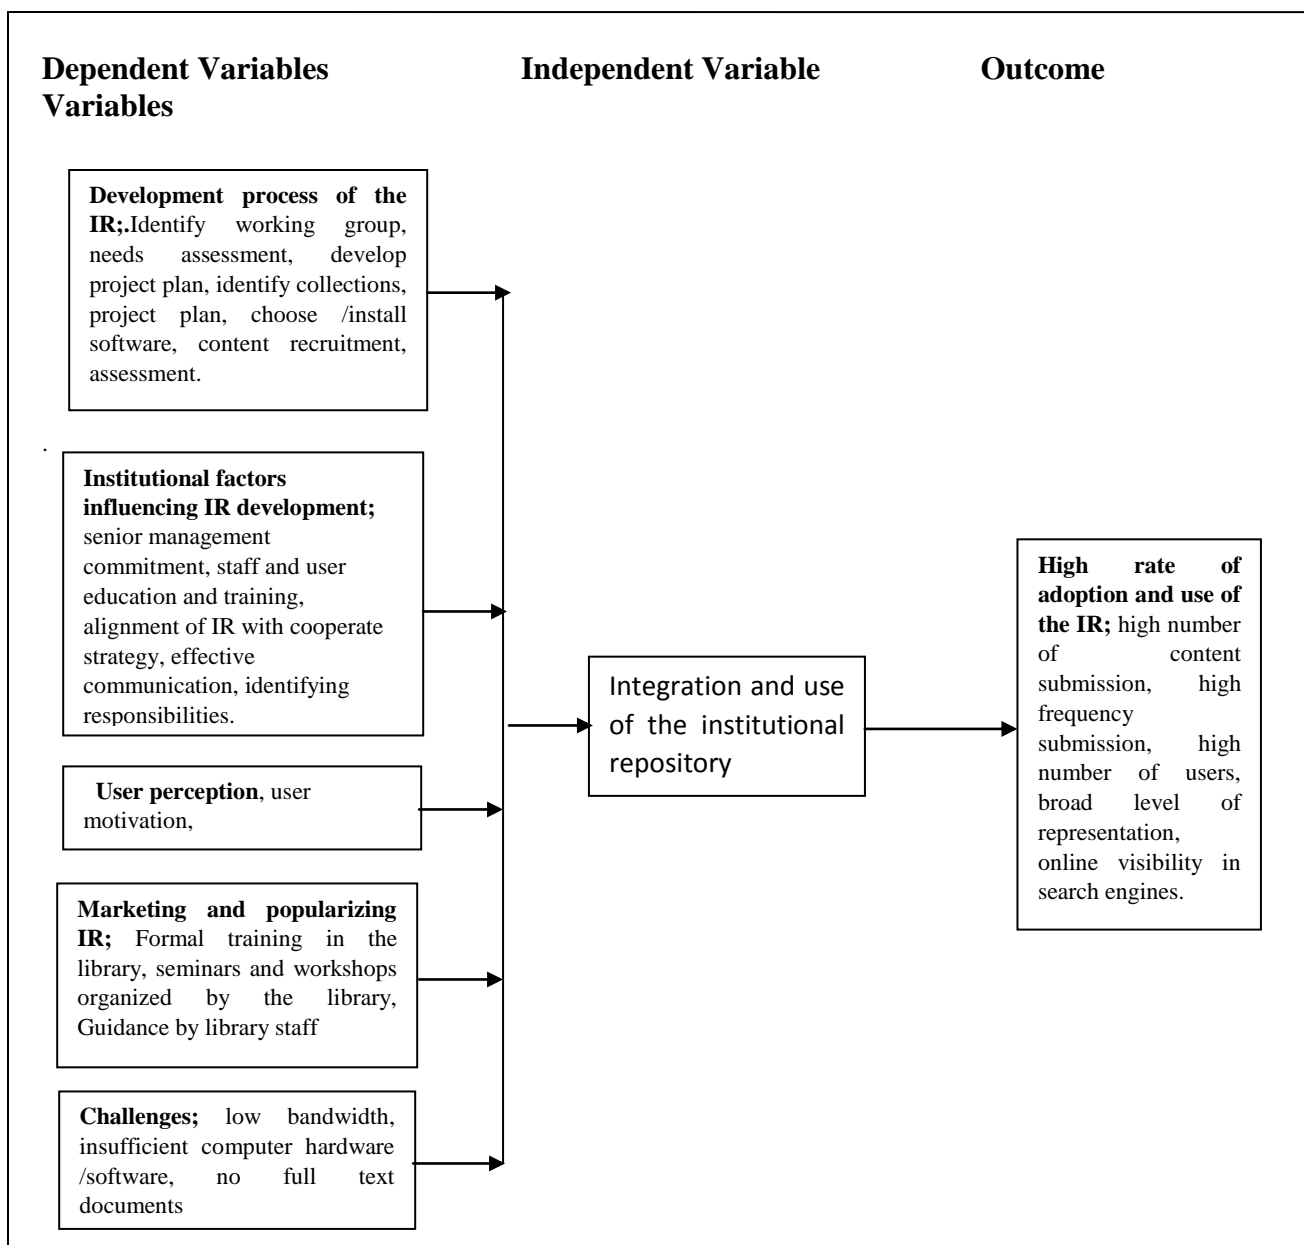 Dependent Variables
Variables
Independent Variable
Outcome
Development process of the
IR;.Identify working group,
needs assessment, develop
project plan, identify collections,
project plan, choose /install
software, content recruitment,
assessment.
.
Institutional factors
influencing IR development;
senior management
commitment, staff and user
education and training,
alignment of IR with cooperate
strategy, effective
communication, identifying
responsibilities.
User perception, user
motivation,
Marketing and popularizing
IR; Formal training in the
library, seminars and workshops
organized by the library,
Guidance by library staff
Challenges; low bandwidth,
insufficient computer hardware
/software, no full text
documents
Integration and use
of the institutional
repository
High rate of
adoption and use of
the IR; high number
of content
submission, high
frequency
submission, high
number of users,
broad level of
representation,
online visibility in
search engines.